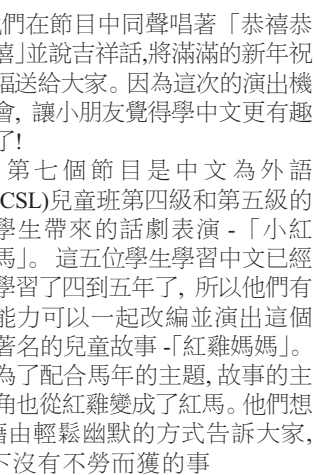 們在節目中同聲唱著「恭禧恭
禧」並說吉祥話,將滿滿的新年祝
福送給大家。因為這次的演出機
會, 讓小朋友覺得學中文更有趣
了!
第七個節目是中文為外語
(CSL)兒童班第四級和第五級的
學生帶來的話劇表演 -「小紅
馬」。 這五位學生學習中文已經
學習了四到五年了, 所以他們有
能力可以一起改編並演出這個
著名的兒童故事 -「紅雞媽媽」。
為了配合馬年的主題, 故事的主
角也從紅雞變成了紅馬。他們想
藉由輕鬆幽默的方式告訴大家,
下沒有不勞而獲的事